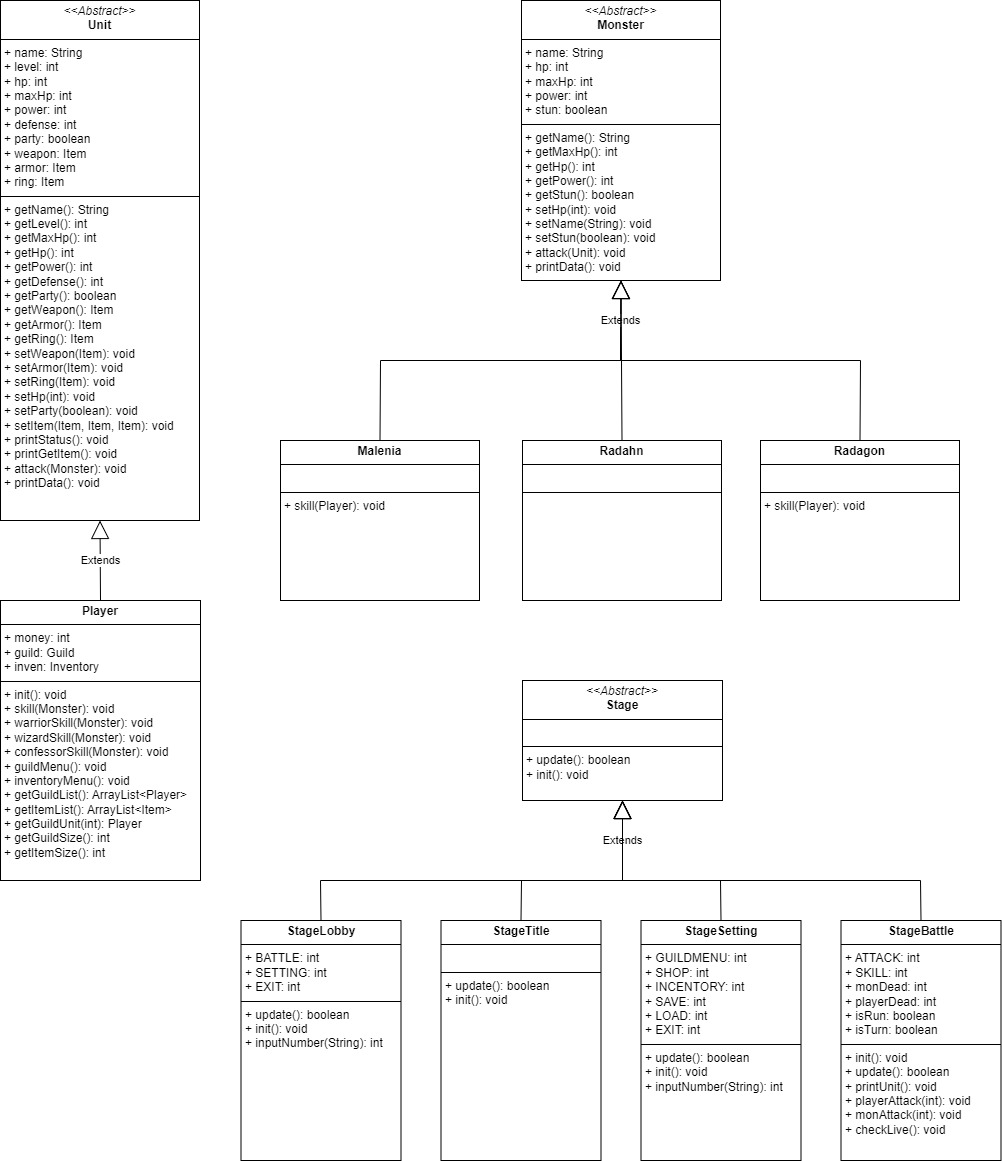 <<Abstract>>
Unit
+ name: String
+ level: int
+ hp: int
+ maxHp: int
+ power: int
+ defense: int
+ party: boolean
+ weapon: Item
+ armor: Item
+ ring: Item
+ getName(): String
+ getLevel(): int
+ getMaxHp(): int
+ getHp(): int
+ getPower(): int
+ getDefense(): int
+ getParty(): boolean
+ getWeapon(): Item
+ getArmor(): Item
+ getRing(): Item
+ setWeapon(Item): void
+ setArmor(Item): void
+ setRing(Item): void
+ setHp(int): void
+ setParty(boolean): void
+ setItem(Item, Item, Item): void
+ printStatus(): void
+ printGetItem(): void
+ attack(Monster): void
+ printData(): void
Extends
Player
+ money: int
+ guild: Guild
+ inven: Inventory
+ init(): void
+ skill(Monster): void
+ warriorSkill(Monster): void
+ wizardSkill(Monster): void
+ confessorSkill(Monster): void
+ guildMenu(): void
+ inventoryMenu(): void
+ getGuildList(): ArrayList<Player>
+ getItemList(): ArrayList<Item>
+ getGuildUnit(int): Player
+ getGuildSize(): int
+ getItemSize(): int
<<Abstract>>
Monster
+ name: String
+ hp: int
+ maxHp: int
+ power: int
+ stun: boolean
+ getName(): String
+ getMaxHp(): int
+ getHp(): int
+ getPower(): int
+ getStun(): boolean
+ setHp(int): void
+ setName(String): void
+ setStun(boolean): void
+ attack(Unit): void
+ printData(): void
Extends
Malenia
+ skill(Player): void
Radahn
Radagon
+ skill(Player): void
<<Abstract>>
Stage
+ update(): boolean
+ init(): void
Extends
StageLobby
+ BATTLE: int
+ SETTING: int
+ EXIT: int
+ update(): boolean
+ init(): void
+ inputNumber(String): int
StageTitle
+ update(): boolean
+ init(): void
StageSetting
+ GUILDMENU: int
+ SHOP: int
+ INCENTORY: int
+ SAVE: int
+ LOAD: int
+ EXIT: int
+ update(): boolean
+ init(): void
+ inputNumber(String): int
StageBattle
+ ATTACK: int
+ SKILL: int
+ monDead: int
+ playerDead: int
+ isRun: boolean
+ isTurn: boolean
+ init(): void
+ update(): boolean
+ printUnit(): void
+ playerAttack(int): void
+ monAttack(int): void
+ checkLive(): void